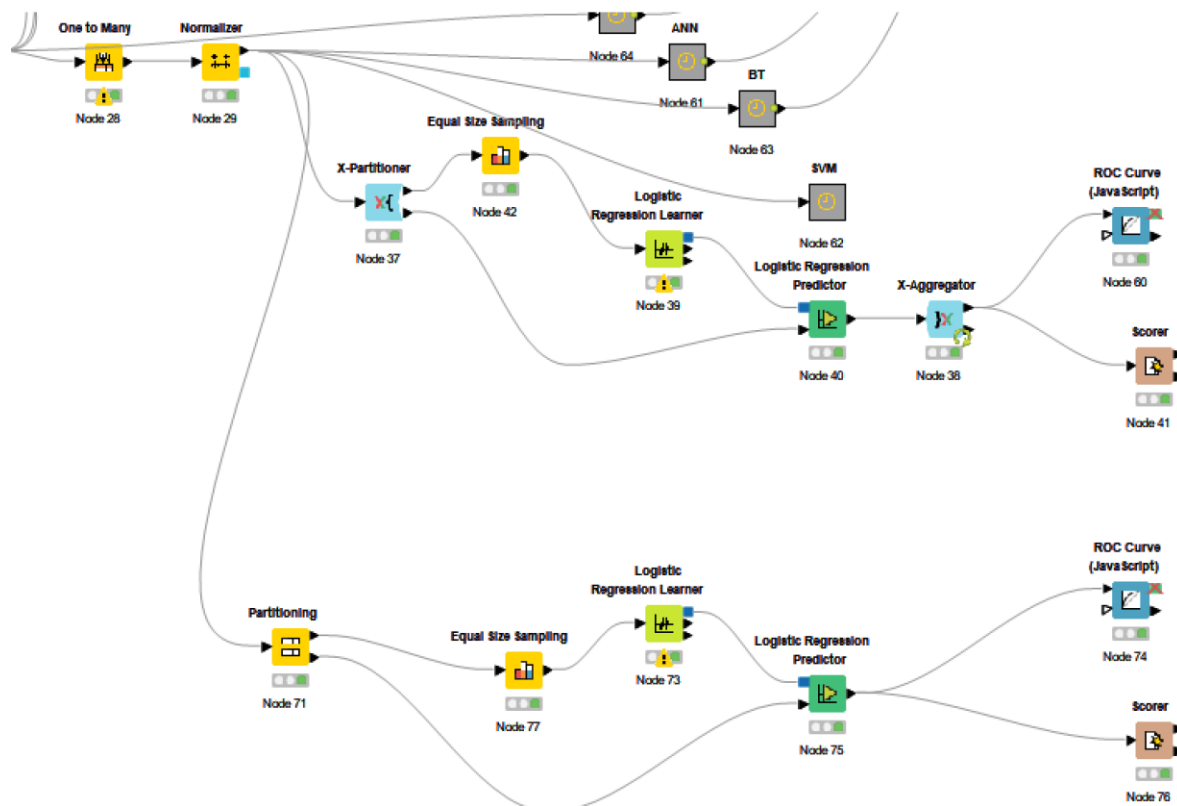 One to Many
Node 28
Normalizer
Node 29
Node 64
ANN
Node 61
BT
Node 63
SVM
Node 62
X-Partitioner
Node 37
Equal Size Sampling
Node 42
Logistic
Regression Learner
Node 39
Logistic Regression
Predictor
Node 40
X-Aggregator
Node 38
ROC Curve
(JavaScript)
Node 60
Scorer
Node 41
Partitioning
Node 71
Equal Size Sampling
Node 77
Logistic
Regression Learner
Node 73
Logistic Regression
Predictor
Node 75
ROC Curve
(JavaScript)
Node 74
Scorer
Node 76